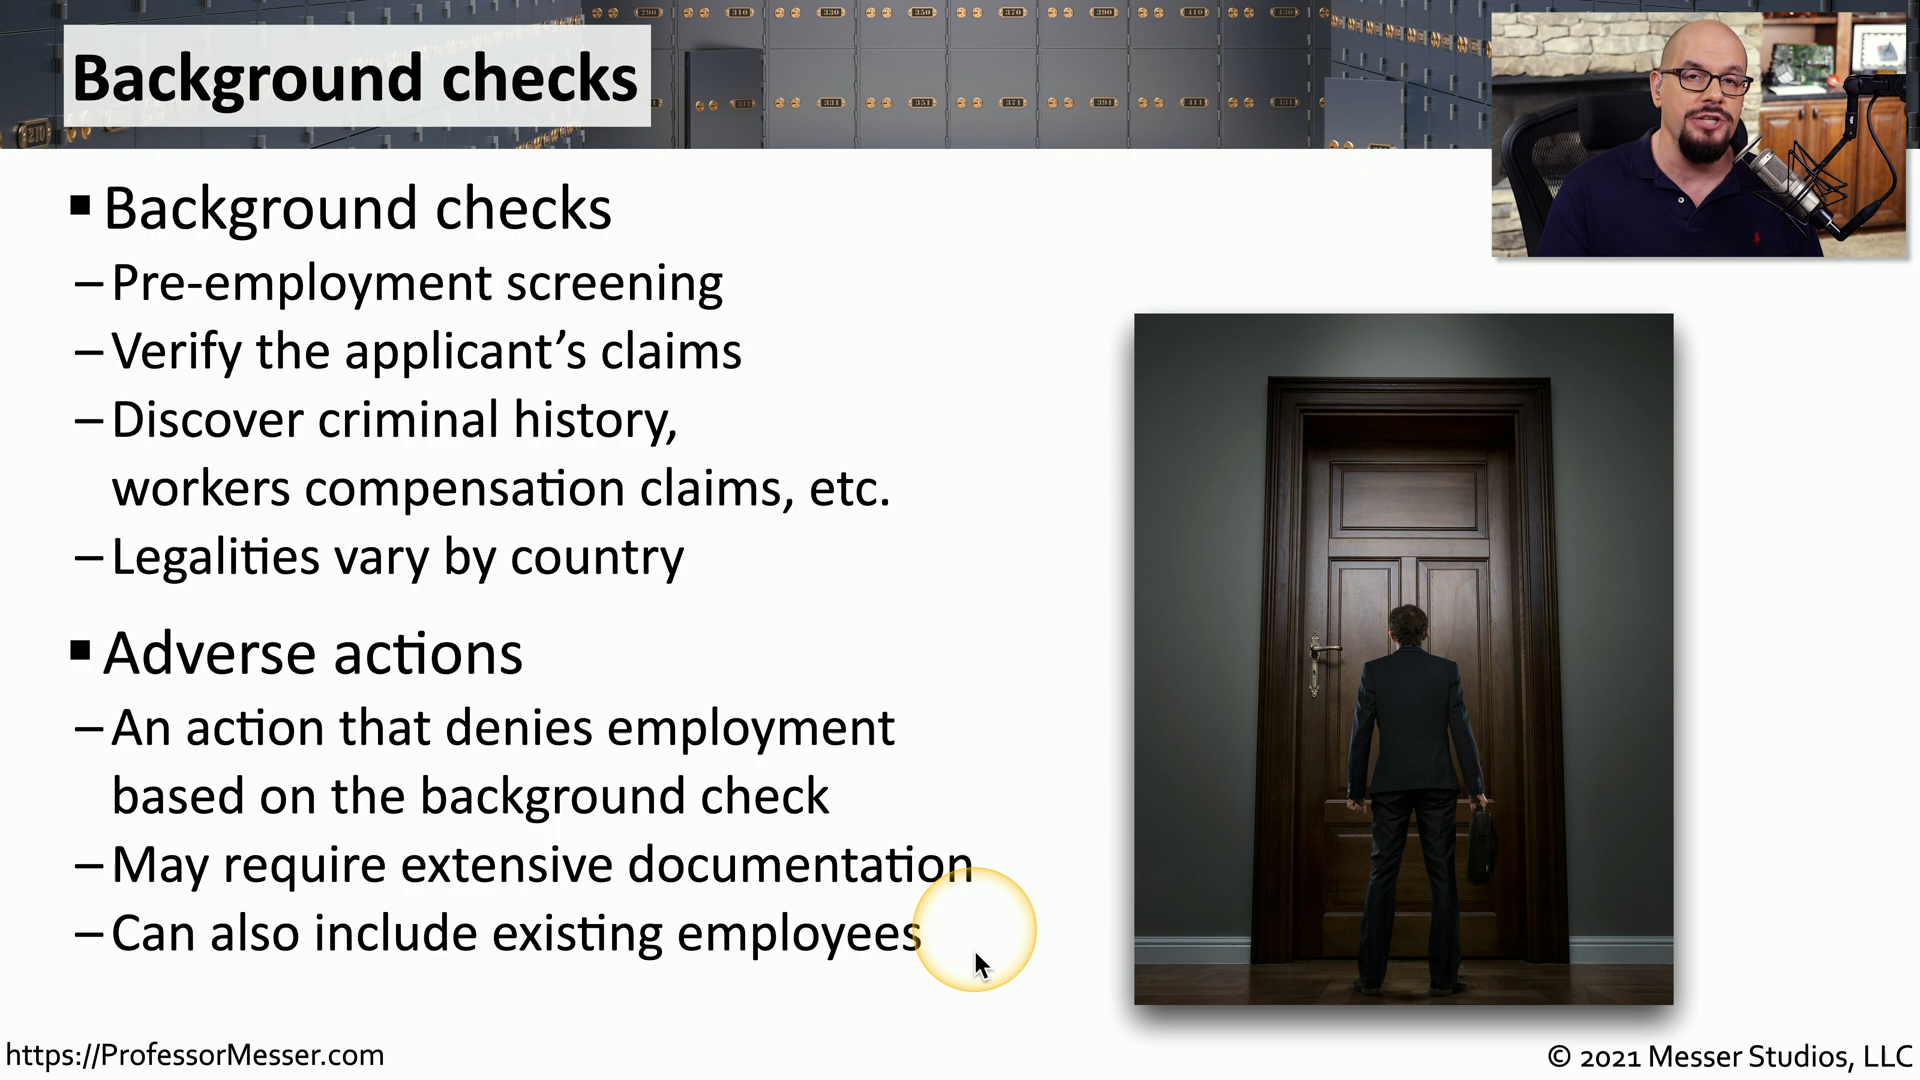 Background checks
▪ Background checks
– Pre-employment screening
– Verify the applicant’s claims
– Discover criminal history,
workers compensation claims, etc.
– Legalities vary by country
▪ Adverse actions
– An action that denies employment
based on the background check
– May require extensive documentation
– Can also include existing employees
https://ProfessorMesser.com
© 2021 Messer Studios, LLC